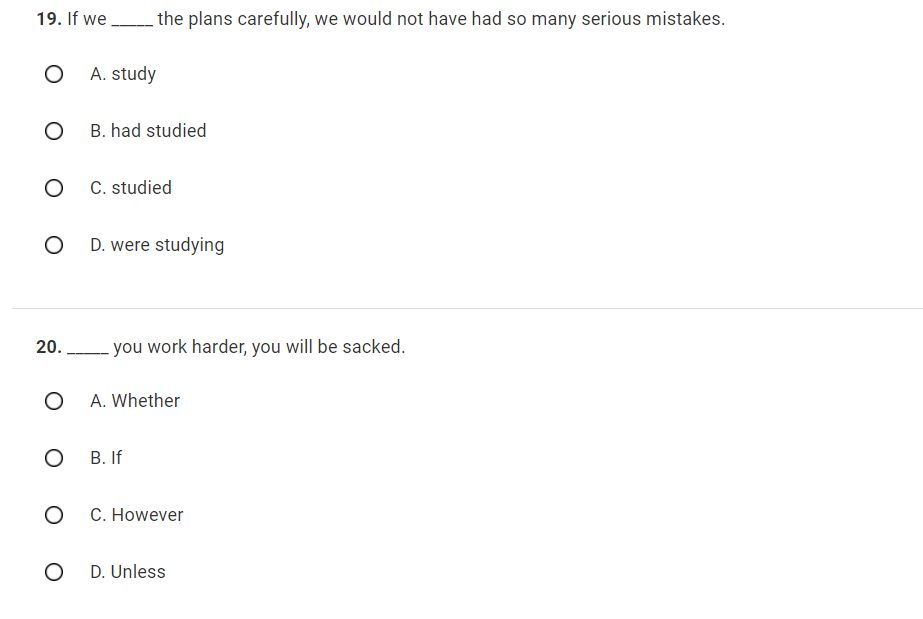 19. If we _____ the plans carefully, we would not have had so many serious mistakes.
A. study
B. had studied
C. studied
D. were studying
20. _____ you work harder, you will be sacked.
A. Whether
B. If
C. However
D. Unless